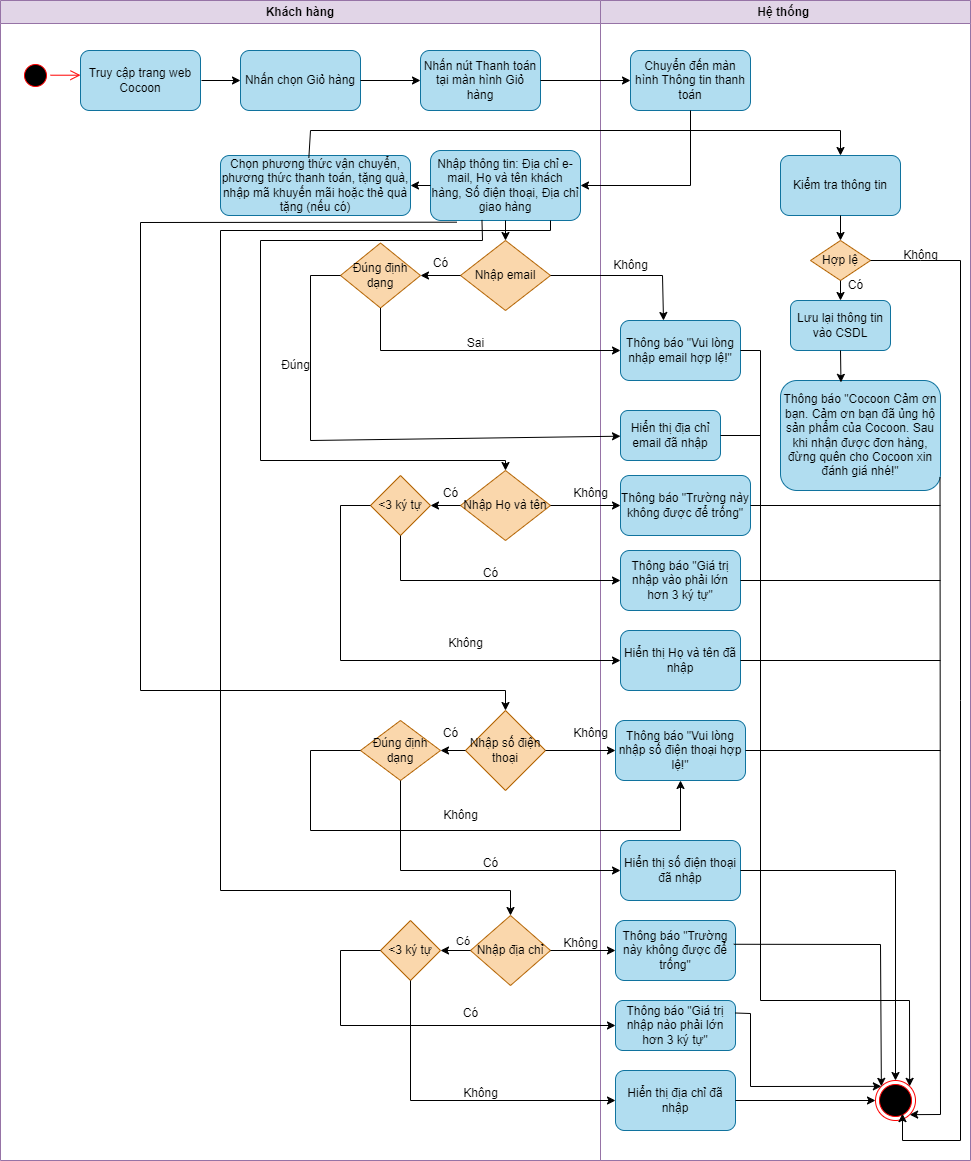 Khách hàng
Hệ thống
Truy cập trang web
Cocoon
Nhấn chọn Giỏ hàng
Nhấn nút Thanh toán
tại màn hình Giỏ
hàng
Chuyển đến màn
hình Thông tin thanh
toán
Chọn phương thức vận chuyển,
phương thức thanh toán, tặng quà,
nhập mã khuyến mãi hoặc thẻ quà
tặng (nếu có)
Nhập thông tin: Địa chỉ e-
mail, Họ và tên khách
hàng, Số điện thoại, Địa chỉ
giao hàng
Kiểm tra thông tin
Hợp lệ
Không
Có
Lưu lại thông tin
vào CSDL
Thông báo "Cocoon Cảm ơn
bạn. Cảm ơn bạn đã ủng hộ
sản phẩm của Cocoon. Sau
khi nhận được đơn hàng,
đừng quên cho Cocoon xin
đánh giá nhé!"
Đúng định
dạng
Có
Nhập email
Không
Sai
Thông báo "Vui lòng
nhập email hợp lệ!"
Đúng
Hiển thị địa chỉ
email đã nhập
<3 ký tự
Có
Nhập Họ và tên
Không
Thông báo "Trường này
không được để trống"
Có
Thông báo "Giá trị
nhập vào phải lớn
hơn 3 ký tự"
Không
Hiển thị Họ và tên đã
nhập
Đúng định
dạng
Có
Nhập số điện
thoại
Không
Thông báo "Vui lòng
nhập số điện thoại hợp
lệ!"
Không
Có
Hiển thị số điện thoại
đã nhập
<3 ký tự
Có
Nhập địa chỉ
Không
Thông báo "Trường
này không được để
trống"
Có
Thông báo "Giá trị
nhập nào phải lớn
hơn 3 ký tự"
Không
Hiển thị địa chỉ đã
nhập